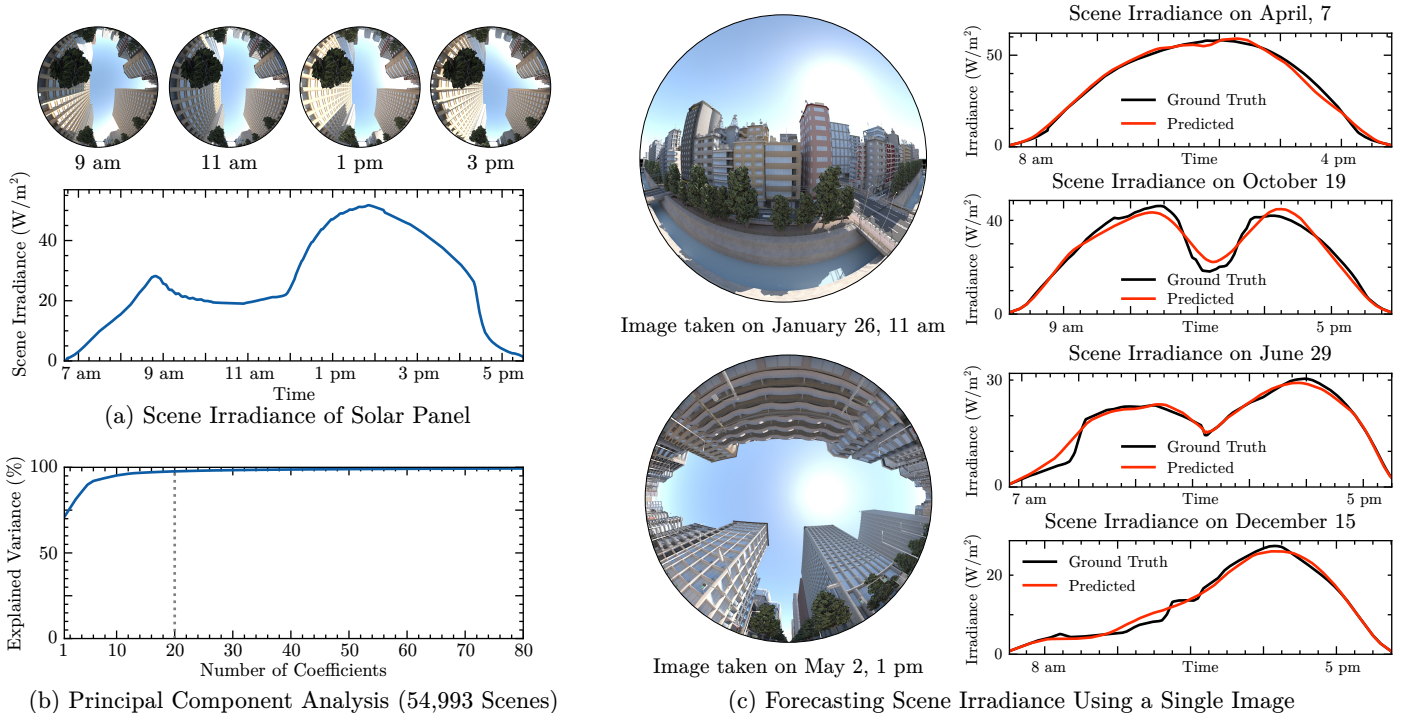 9 am
11 am
1 pm
3 pm
Scene Irradiance (W/m²)
40
20
0
7 am
9 am
11 am
1 pm
3 pm
5 pm
Time
(a) Scene Irradiance of Solar Panel
Explained Variance (%)
100
50
0
1
10
20
30
40
50
60
70
80
Number of Coefficients
(b) Principal Component Analysis (54,993 Scenes)
Image taken on January 26, 11 am
Image taken on May 2, 1 pm
Scene Irradiance on April, 7
Irradiance (W/m²)
50
0
Ground Truth
Predicted
8 am
Time
4 pm
Scene Irradiance on October 19
Irradiance (W/m²)
40
0
Ground Truth
Predicted
9 am
Time
5 pm
Scene Irradiance on June 29
Irradiance (W/m²)
30
0
Ground Truth
Predicted
7 am
Time
5 pm
Scene Irradiance on December 15
Irradiance (W/m²)
20
0
Ground Truth
Predicted
8 am
Time
5 pm
(c) Forecasting Scene Irradiance Using a Single Image